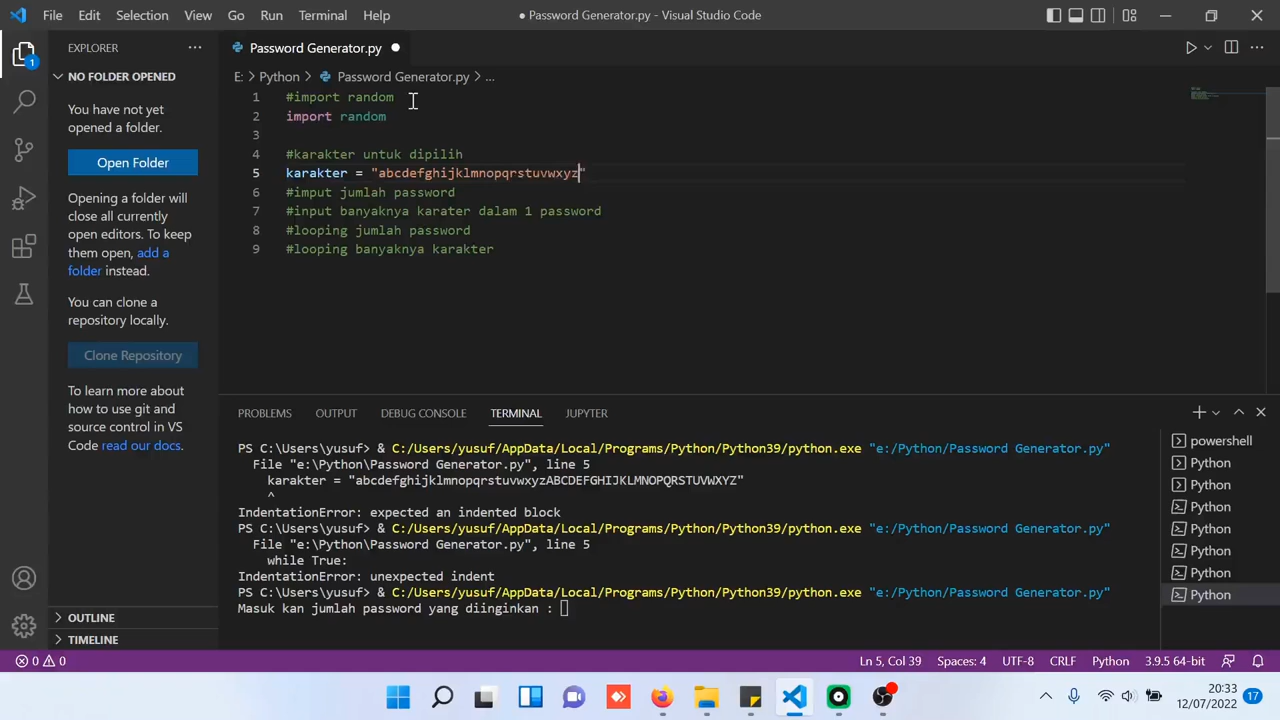 File Edit Selection View Go Run Terminal Help
● Password Generator.py - Visual Studio Code
EXPLORER
Password Generator.py
NO FOLDER OPENED
E: > Python > Password Generator.py > ...
You have not yet
opened a folder.
Open Folder
Opening a folder will
close all currently
open editors. To keep
them open, add a
folder instead.
You can clone a
repository locally.
Clone Repository
To learn more about
how to use git and
source control in VS
Code read our docs.
OUTLINE
TIMELINE
1 #import random
2 import random
3
4 #karakter untuk dipilih
5 karakter = "abcdefghijklmnopqrstuvwxyz"
6 #imput jumlah password
7 #input banyaknya karater dalam 1 password
8 #looping jumlah password
9 #looping banyaknya karakter
PROBLEMS OUTPUT DEBUG CONSOLE TERMINAL JUPYTER
PS C:\Users\yusuf> & C:/Users/yusuf/AppData/Local/Programs/Python/Python39/python.exe "e:/Python/Password Generator.py"
File "e:\Python\Password Generator.py", line 5
karakter = "abcdefghijklmnopqrstuvwxyzABCDEFGHIJKLMNOPQRSTUVWXYZ"
^
IndentationError: expected an indented block
PS C:\Users\yusuf> & C:/Users/yusuf/AppData/Local/Programs/Python/Python39/python.exe "e:/Python/Password Generator.py"
File "e:\Python\Password Generator.py", line 5
while True:
IndentationError: unexpected indent
PS C:\Users\yusuf> & C:/Users/yusuf/AppData/Local/Programs/Python/Python39/python.exe "e:/Python/Password Generator.py"
Masuk kan jumlah password yang diinginkan :
powershell
Python
Python
Python
Python
Python
Python
Python
0 0
Ln 5, Col 39 Spaces: 4 UTF-8 CRLF Python 3.9.5 64-bit
1
20:33
12/07/2022
17